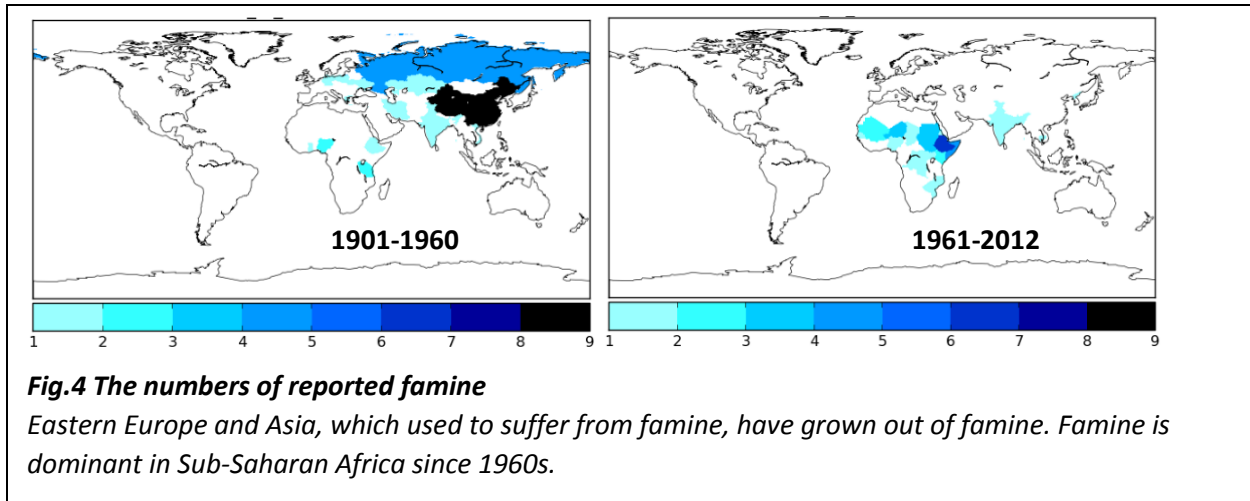 1901-1960
1961-2012
1 2 3 4 5 6 7 8 9
1 2 3 4 5 6 7 8 9
Fig.4 The numbers of reported famine
Eastern Europe and Asia, which used to suffer from famine, have grown out of famine. Famine is
dominant in Sub-Saharan Africa since 1960s.